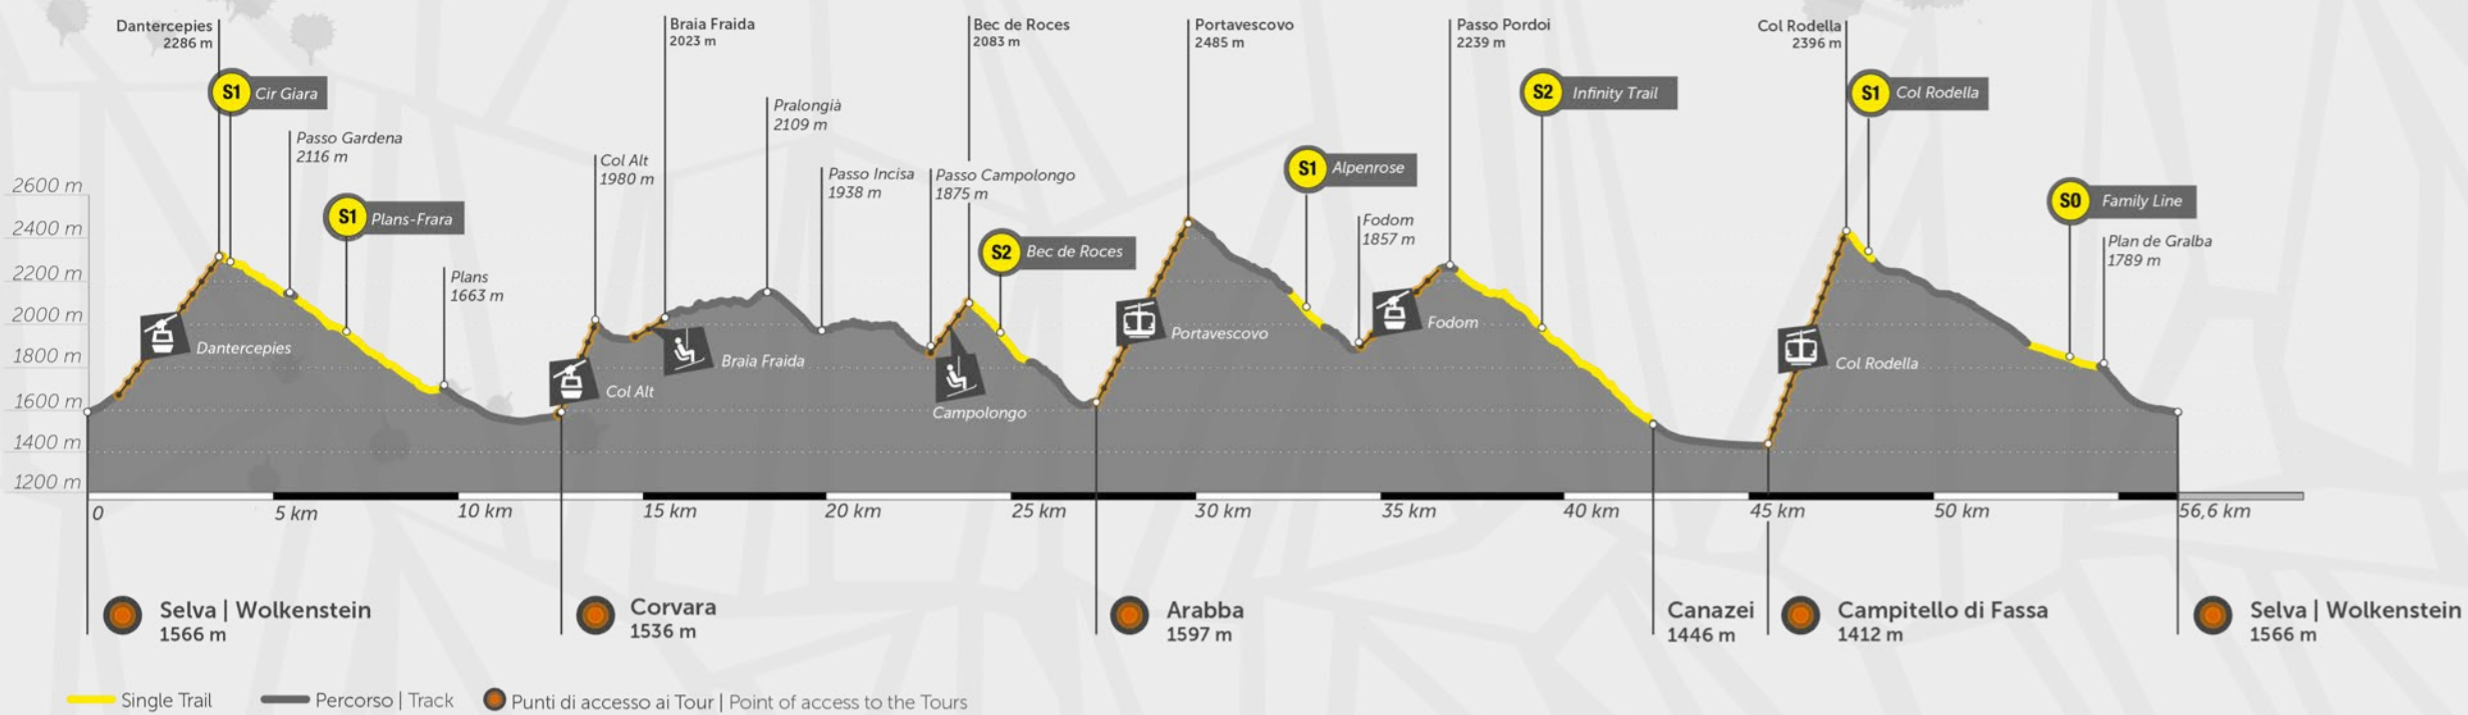 Dantercepies
2286 m
Braia Fraida
2023 m
Bec de Roces
2083 m
Portavescovo
2485 m
Passo Pordoi
2239 m
Col Rodella
2396 m
S1 Cir Giara
S2 Infinity Trail
S1 Col Rodella
Passo Gardena
2116 m
Pralongià
2109 m
Col Alt
1980 m
Passo Incisa
1938 m
Passo Campolongo
1875 m
S1 Alpenrose
S1 Plans-Frara
S0 Family Line
Fodom
1857 m
Plan de Gralba
1789 m
S2 Bec de Roces
Plans
1663 m
2600 m
2400 m
2200 m
2000 m
1800 m
1600 m
1400 m
1200 m
Dantercepies
Col Alt
Braia Fraida
Campolongo
Portavescovo
Fodom
Col Rodella
0
5 km
10 km
15 km
20 km
25 km
30 km
35 km
40 km
45 km
50 km
56,6 km
Selva | Wolkenstein
1566 m
Corvara
1536 m
Arabba
1597 m
Canazei
1446 m
Campitello di Fassa
1412 m
Selva | Wolkenstein
1566 m
Single Trail
Percorso | Track
Punti di accesso ai Tour | Point of access to the Tours